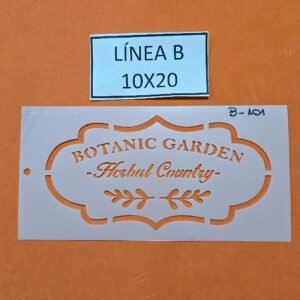 LÍNEA B
10X20
B-101
BOTANIC GARDEN
-Herbal Country-